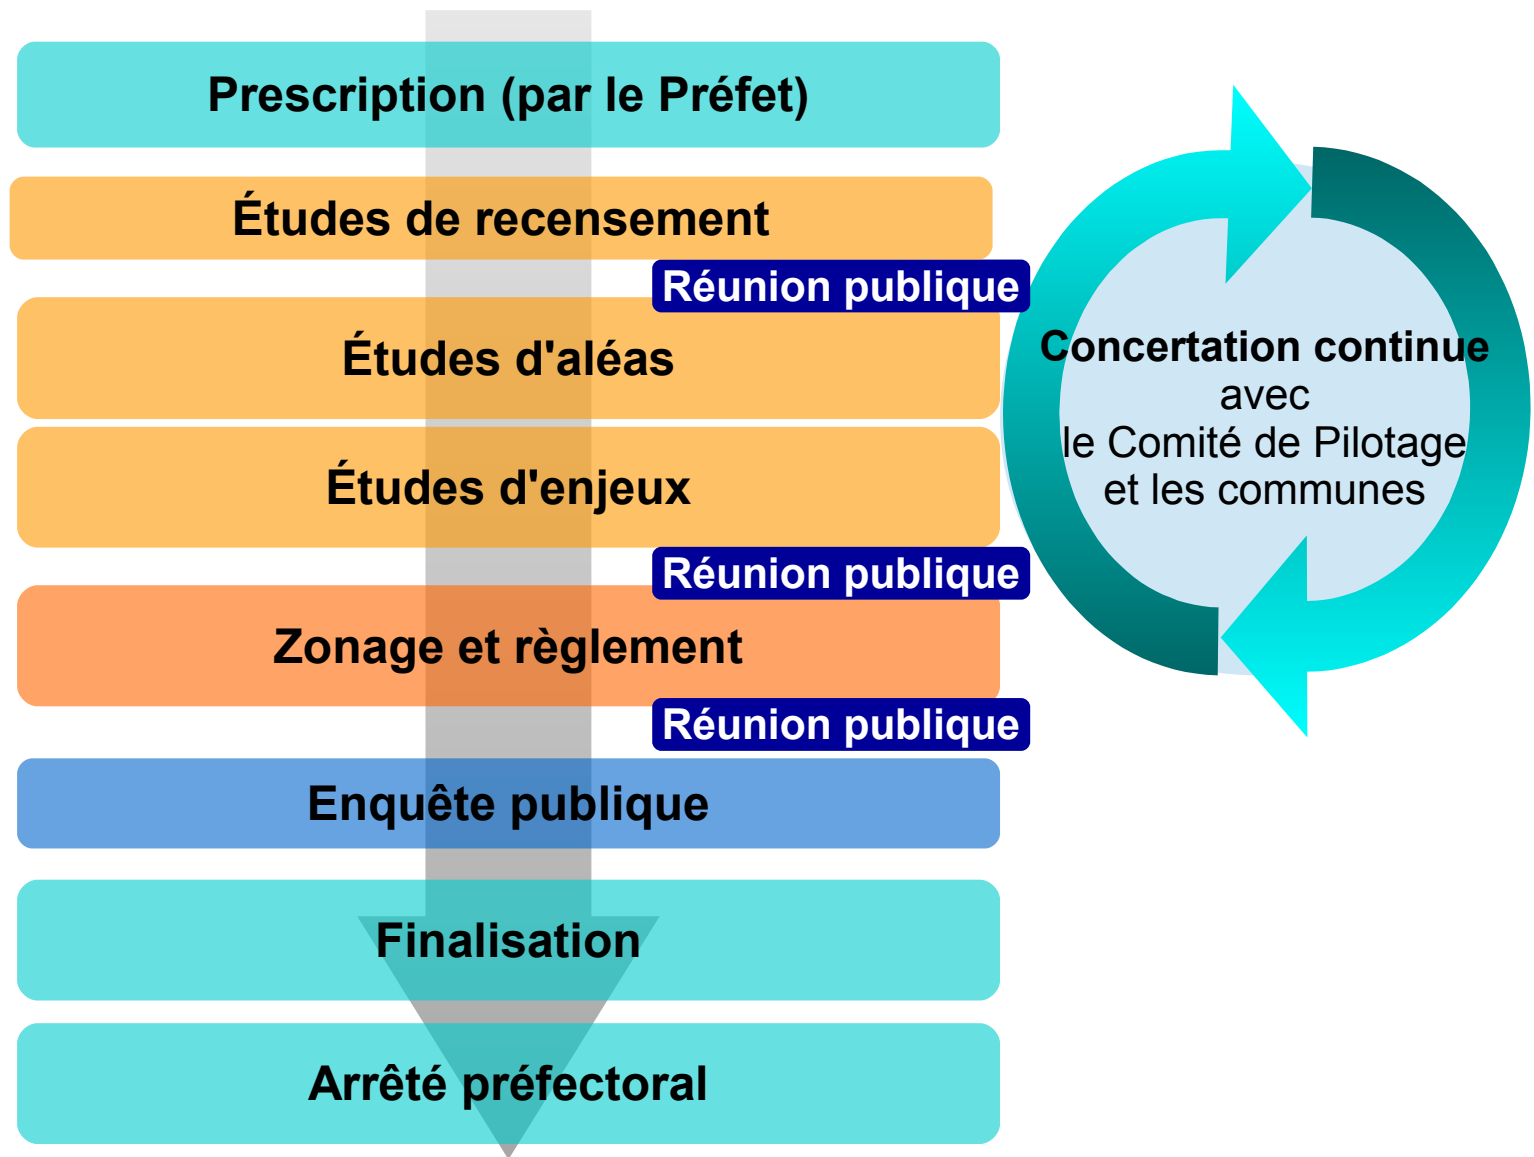 Prescription (par le Préfet)
Études de recensement
Réunion publique
Études d'aléas
Études d'enjeux
Réunion publique
Zonage et règlement
Réunion publique
Enquête publique
Finalisation
Arrêté préfectoral
Concertation continue
avec
le Comité de Pilotage
et les communes